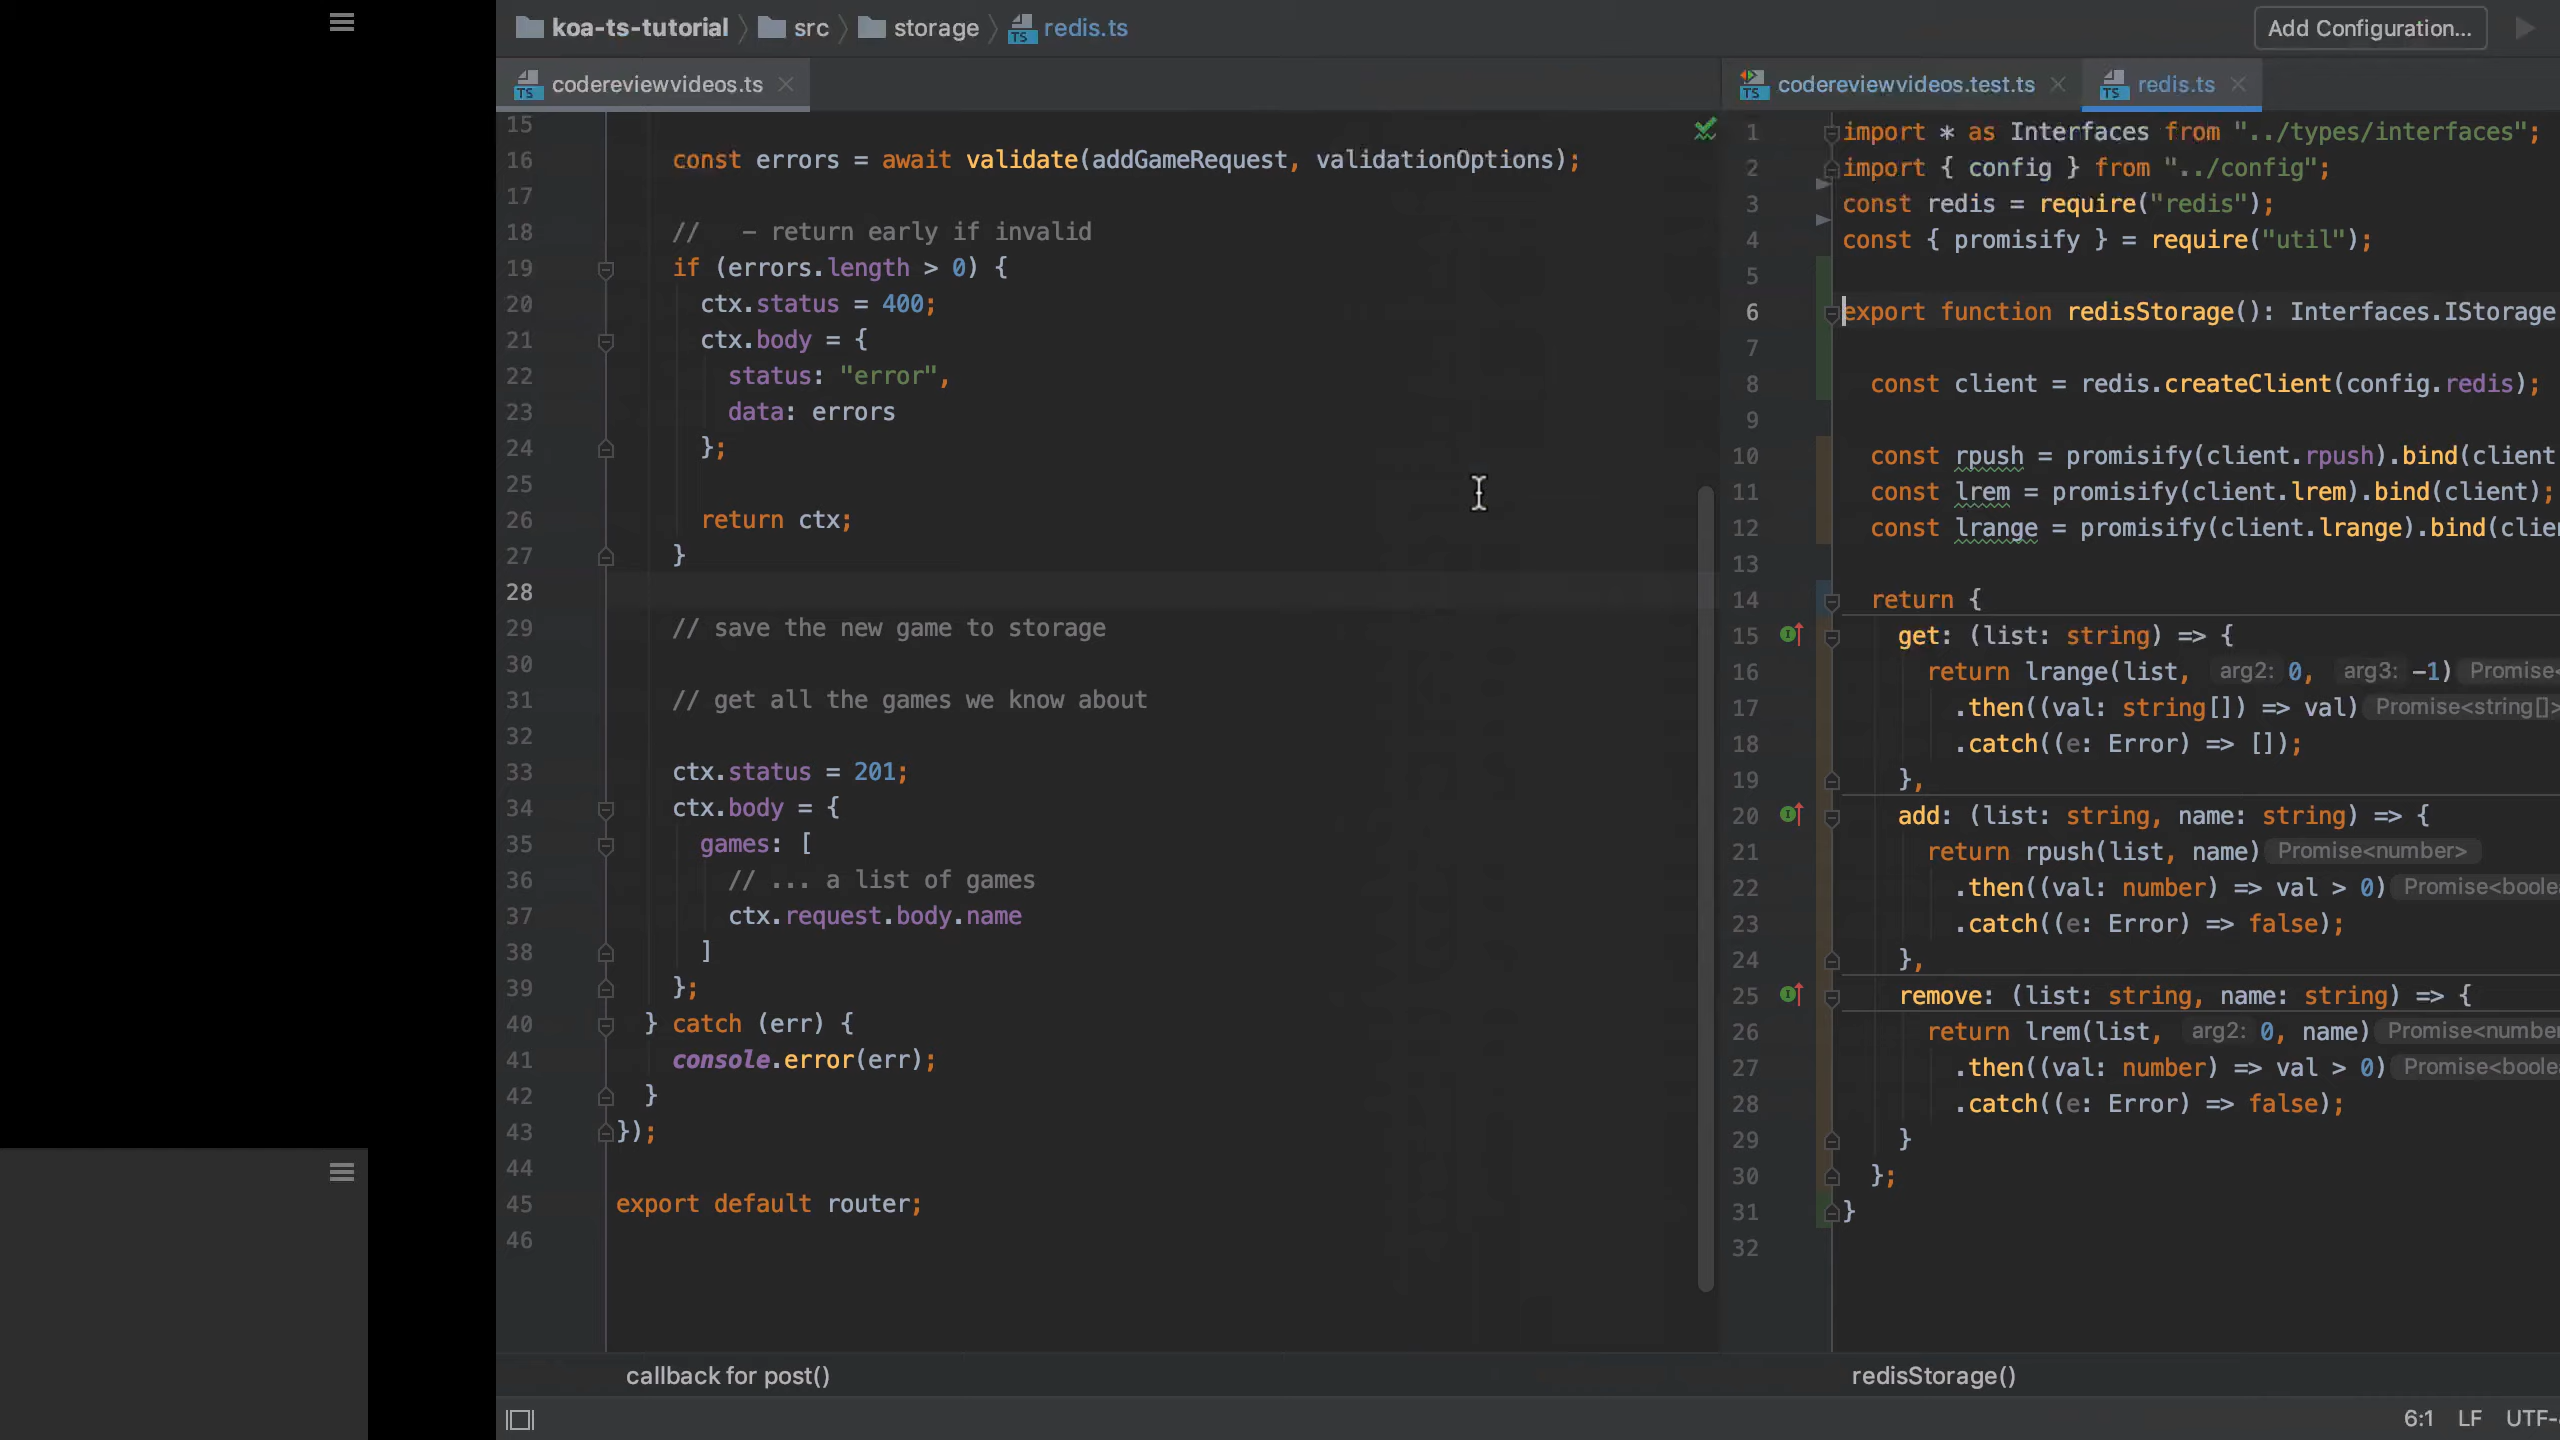 koa-ts-tutorial src storage redis.ts
Add Configuration...
codereviewvideos.ts
15
16 const errors = await validate(addGameRequest, validationOptions);
17
18 //   - return early if invalid
19 if (errors.length > 0) {
20 ctx.status = 400;
21 ctx.body = {
22 status: "error",
23 data: errors
24 };
25
26 return ctx;
27 }
28
29 // save the new game to storage
30
31 // get all the games we know about
32
33 ctx.status = 201;
34 ctx.body = {
35 games: [
36 // ... a list of games
37 ctx.request.body.name
38 ]
39 };
40 } catch (err) {
41 console.error(err);
42 }
43 });
44
45 export default router;
46
callback for post()
codereviewvideos.test.ts redis.ts
1 import * as Interfaces from "../types/interfaces";
2 import { config } from "../config";
3 const redis = require("redis");
4 const { promisify } = require("util");
5
6 export function redisStorage(): Interfaces.IStorage
7
8 const client = redis.createClient(config.redis);
9
10 const rpush = promisify(client.rpush).bind(client
11 const lrem = promisify(client.lrem).bind(client);
12 const lrange = promisify(client.lrange).bind(
13
14 return {
15 get: (list: string) => {
16 return lrange(list, arg2: 0, arg3: -1) Promise<
17 .then((val: string[]) => val) Promise<string[]>
18 .catch((e: Error) => []);
19 },
20 add: (list: string, name: string) => {
21 return rpush(list, name) Promise<number>
22 .then((val: number) => val > 0)
23 .catch((e: Error) => false);
24 },
25 remove: (list: string, name: string) => {
26 return lrem(list, arg2: 0, name) Promise<number
27 .then((val: number) => val > 0)
28 .catch((e: Error) => false);
29 }
30 };
31 }
32
redisStorage()
6:1 LF